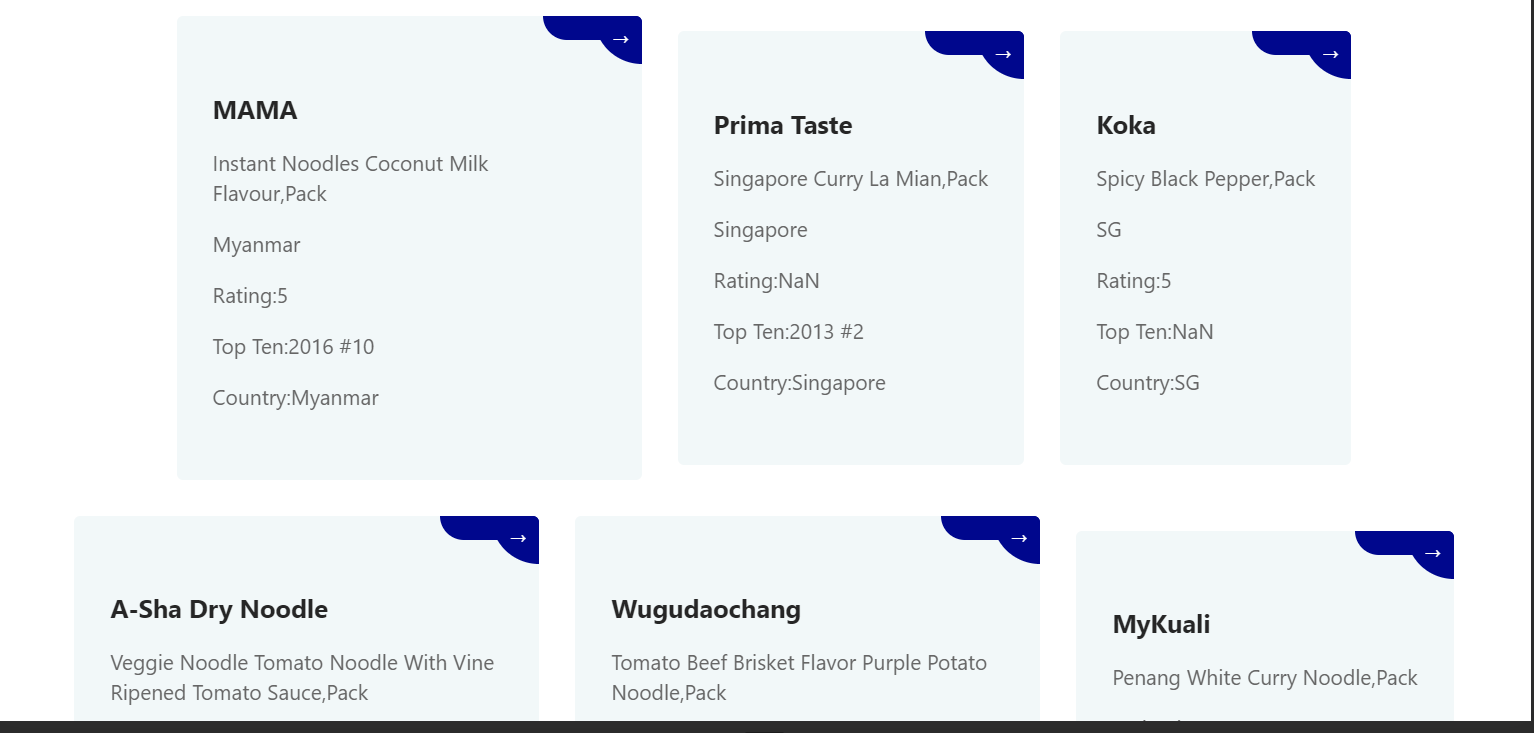 →
MAMA
Instant Noodles Coconut Milk
Flavour,Pack
Myanmar
Rating:5
Top Ten:2016 #10
Country:Myanmar
→
Prima Taste
Singapore Curry La Mian,Pack
Singapore
Rating:NaN
Top Ten:2013 #2
Country:Singapore
→
Koka
Spicy Black Pepper,Pack
SG
Rating:5
Top Ten:NaN
Country:SG
→
A-Sha Dry Noodle
Veggie Noodle Tomato Noodle With Vine
Ripened Tomato Sauce,Pack
→
Wugudaochang
Tomato Beef Brisket Flavor Purple Potato
Noodle,Pack
→
MyKuali
Penang White Curry Noodle,Pack